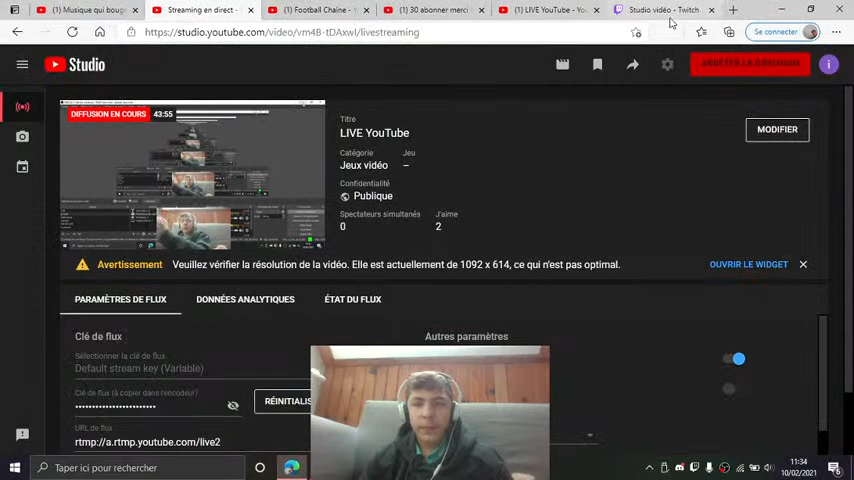 (1) Musique qui boug
Streaming en direct -
(1) Football Chaîne - Y
(1) 30 abonner merci
(1) LIVE YouTube - Yo
Studio vidéo - Twitch
https://studio.youtube.com/video/vm4B-tDAxwI/livestreaming
Se connecter
Studio
ARRÊTER LA DIFFUSION
i
DIFFUSION EN COURS 43:55
Titre
LIVE YouTube
MODIFIER
Catégorie Jeu
Jeux vidéo –
Confidentialité
Publique
Spectateurs simultanés J'aime
0 2
Avertissement Veuillez vérifier la résolution de la vidéo. Elle est actuellement de 1092 x 614, ce qui n'est pas optimal. OUVRIR LE WIDGET
PARAMÈTRES DE FLUX DONNÉES ANALYTIQUES ÉTAT DU FLUX
Clé de flux Autres paramètres
Sélectionner la clé de flux
Default stream key (Variable)
Clé de flux (à copier dans l'encodeur)
RÉINITIALIS
URL de flux
rtmp://a.rtmp.youtube.com/live2
Taper ici pour rechercher
11:34
10/02/2021